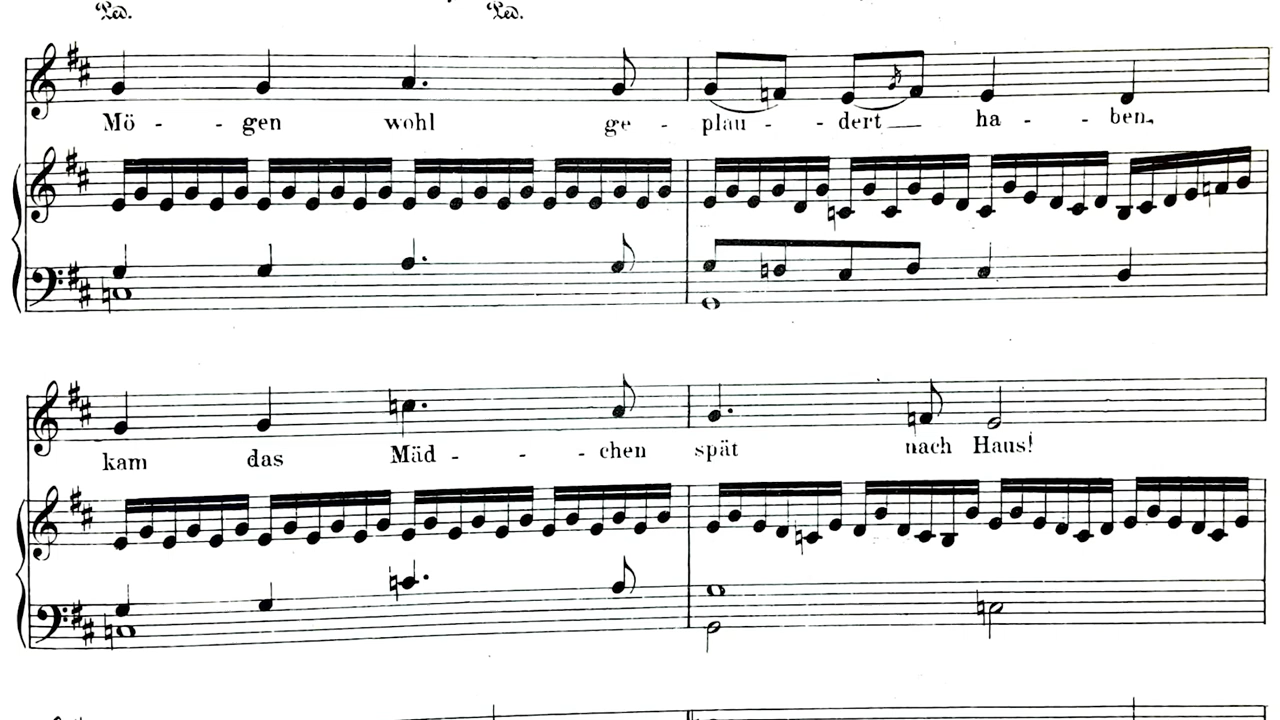 Ped. Ped.
Mö - - gen wohl ge - plau - - dert ha - - ben.
kam das Mäd - - - chen spät nach Haus!